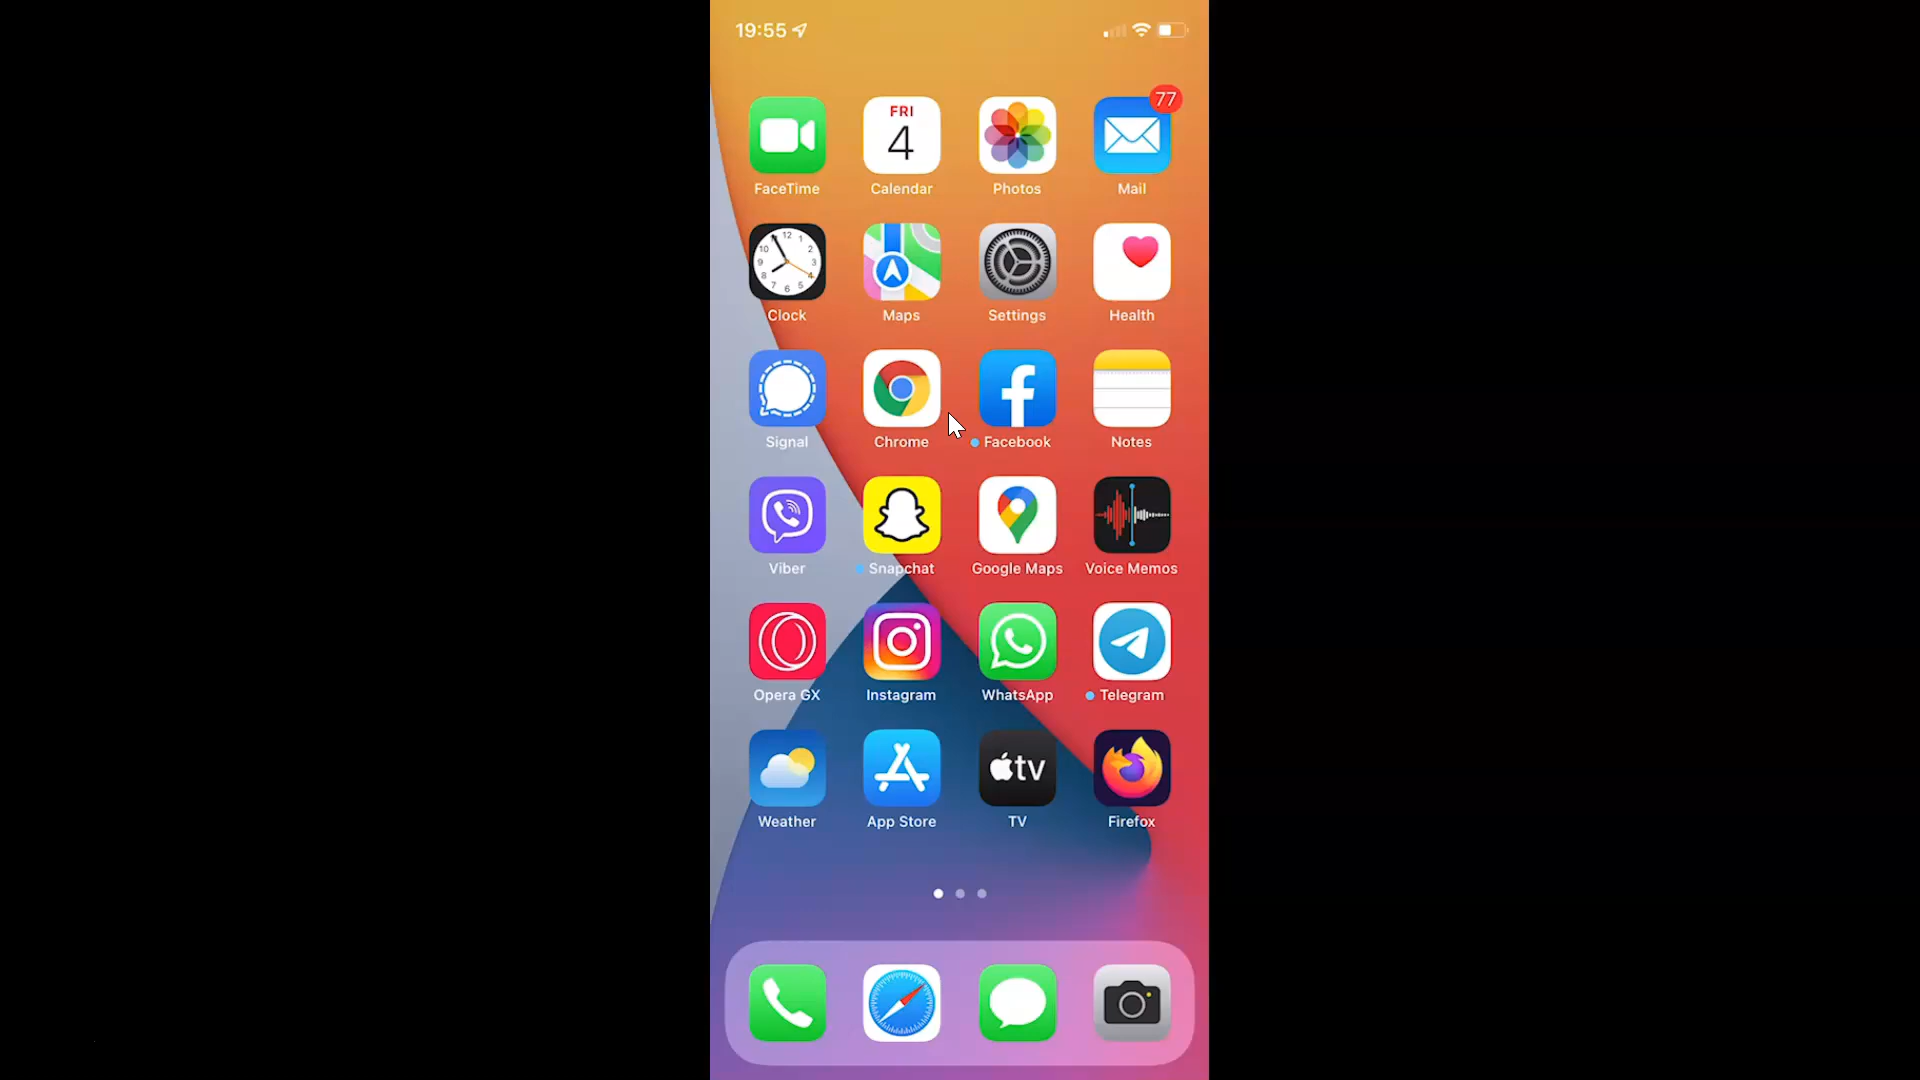 19:55
77
FRI
4
FaceTime
Calendar
Photos
Mail
Clock
Maps
Settings
Health
Signal
Chrome
Facebook
Notes
Viber
Snapchat
Google Maps
Voice Memos
Opera GX
Instagram
WhatsApp
Telegram
tv
Weather
App Store
TV
Firefox